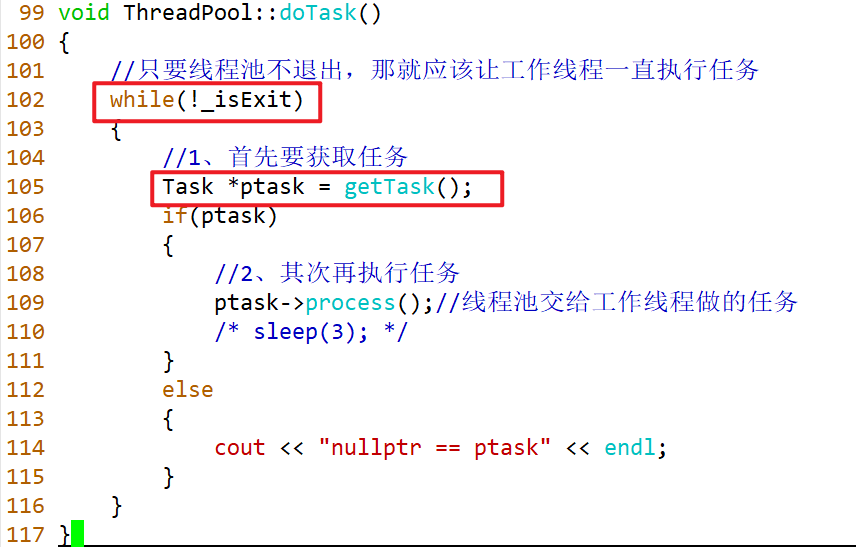 99 void ThreadPool::doTask()
100 {
101     //只要线程池不退出，那就应该让工作线程一直执行任务
102     while(!_isExit)
103     {
104         //1、首先要获取任务
105         Task *ptask = getTask();
106         if(ptask)
107         {
108             //2、其次再执行任务
109             ptask->process();//线程池交给工作线程做的任务
110             /* sleep(3); */
111         }
112         else
113         {
114             cout << "nullptr == ptask" << endl;
115         }
116     }
117 }